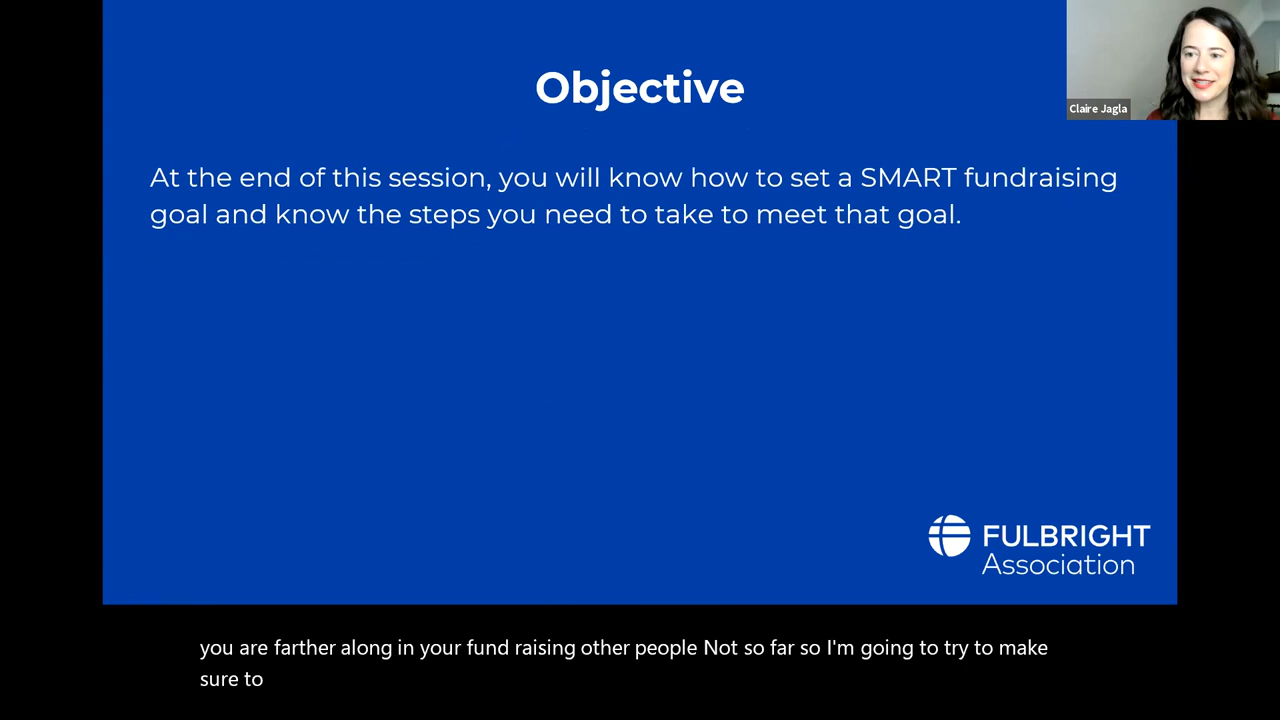 Objective
Claire Jagla
At the end of this session, you will know how to set a SMART fundraising
goal and know the steps you need to take to meet that goal.
FULBRIGHT
Association
you are farther along in your fund raising other people Not so far so I'm going to try to make
sure to